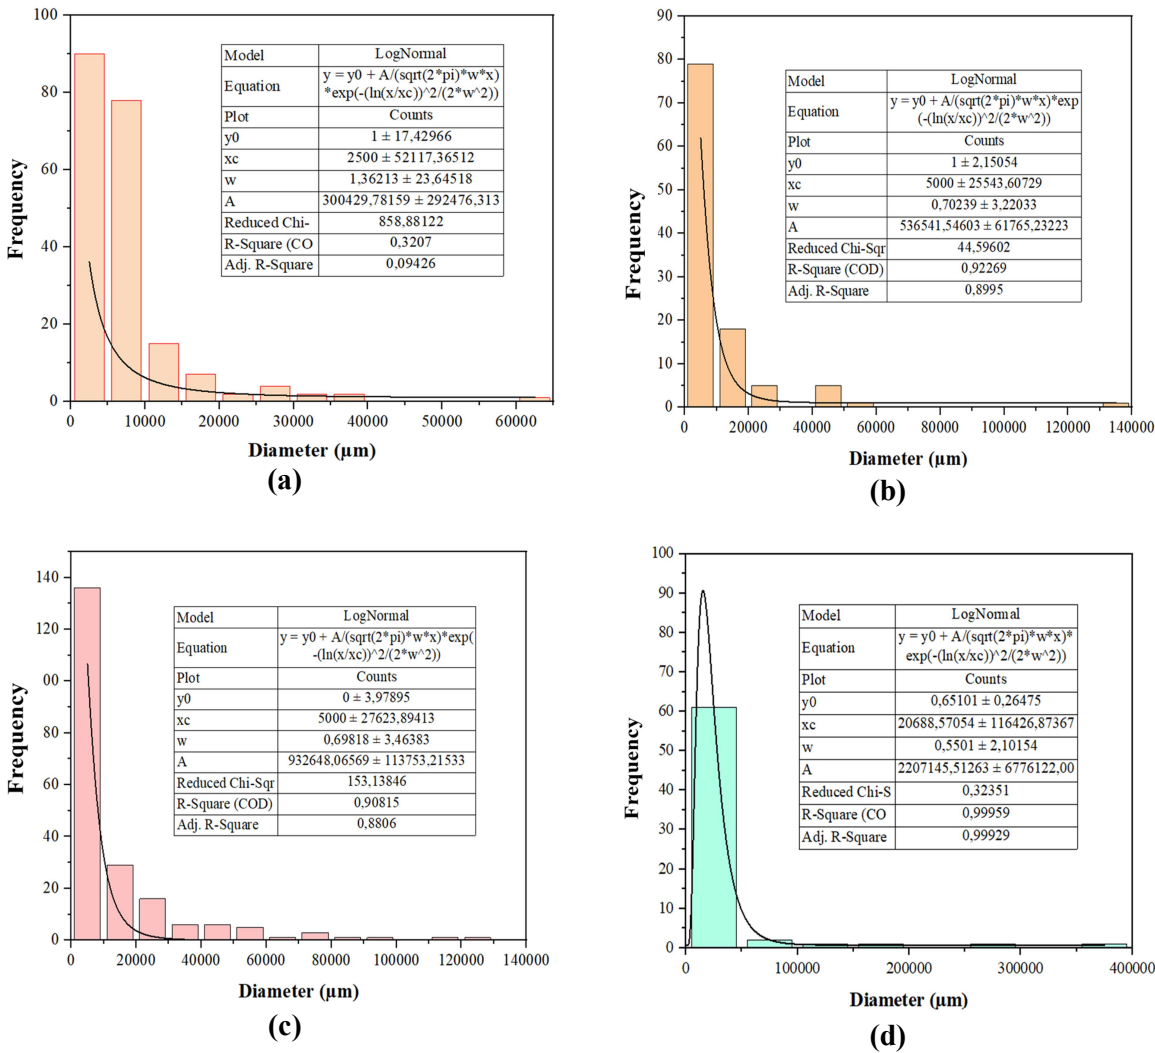 100
80
60
40
20
0
Frequency
Model LogNormal
Equation y = y0 + A/(sqrt(2*pi)*w*x)
*exp(-(ln(x/xc))^2/(2*w^2))
Plot Counts
y0 1 ± 17,42966
xc 2500 ± 52117,36512
w 1,36213 ± 23,64518
A 300429,78159 ± 292476,313
Reduced Chi- 858,88122
R-Square (CO 0,3207
Adj. R-Square 0,09426
0 10000 20000 30000 40000 50000 60000
Diameter (µm)
(a)
90
80
70
60
50
40
30
20
10
0
Frequency
Model LogNormal
Equation y = y0 + A/(sqrt(2*pi)*w*x)*exp
(-(ln(x/xc))^2/(2*w^2))
Plot Counts
y0 1 ± 2,15054
xc 5000 ± 25543,60729
w 0,70239 ± 3,22033
A 536541,54603 ± 61765,23223
Reduced Chi-Sqr 44,59602
R-Square (COD) 0,92269
Adj. R-Square 0,8995
0 20000 40000 60000 80000 100000 120000 140000
Diameter (µm)
(b)
140
120
00
80
60
40
20
0
Frequency
Model LogNormal
Equation y = y0 + A/(sqrt(2*pi)*w*x)*exp(
-(ln(x/xc))^2/(2*w^2))
Plot Counts
y0 0 ± 3,97895
xc 5000 ± 27623,89413
w 0,69818 ± 3,46383
A 932648,06569 ± 113753,21533
Reduced Chi-Sqr 153,13846
R-Square (COD) 0,90815
Adj. R-Square 0,8806
0 20000 40000 60000 80000 100000 120000 140000
Diameter (µm)
(c)
100
90
80
70
60
50
40
30
20
10
0
Frequency
Model LogNormal
Equation y = y0 + A/(sqrt(2*pi)*w*x)*
exp(-(ln(x/xc))^2/(2*w^2))
Plot Counts
y0 0,65101 ± 0,26475
xc 20688,57054 ± 116426,87367
w 0,5501 ± 2,10154
A 2207145,51263 ± 6776122,00
Reduced Chi-S 0,32351
R-Square (CO 0,99959
Adj. R-Square 0,99929
0 100000 200000 300000 400000
Diameter (µm)
(d)